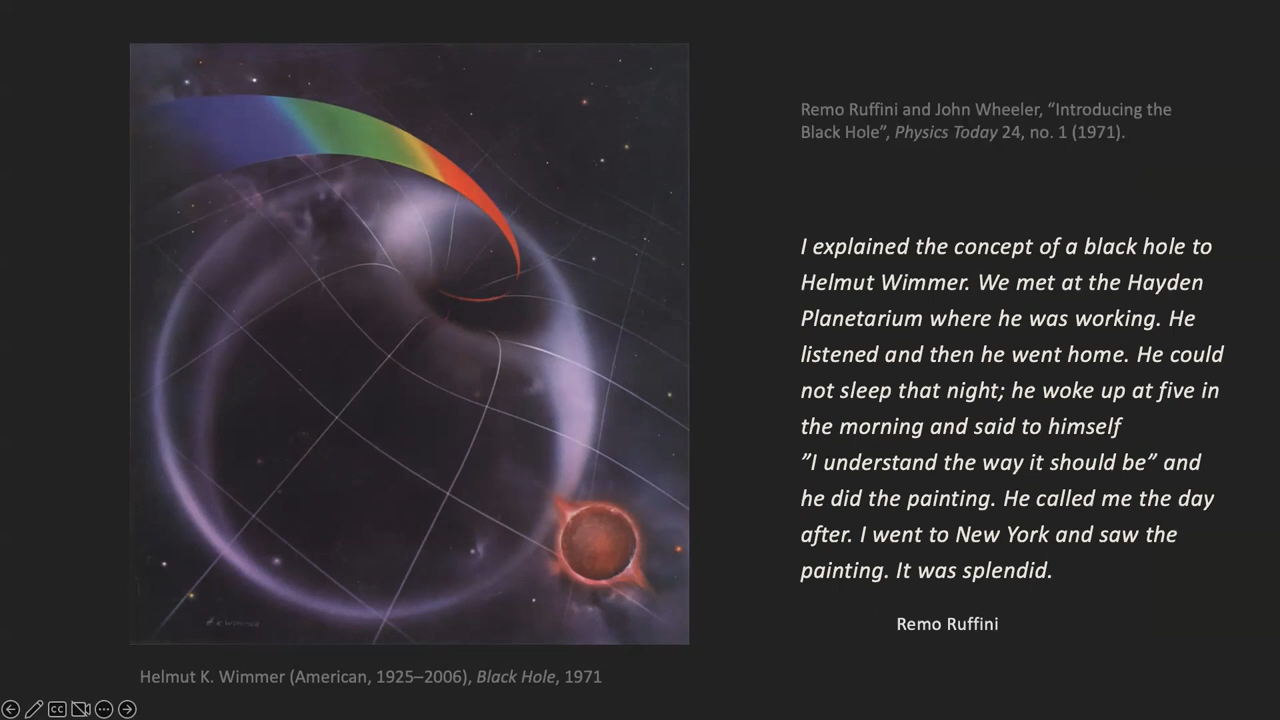 Remo Ruffini and John Wheeler, “Introducing the
Black Hole”, Physics Today 24, no. 1 (1971).
I explained the concept of a black hole to
Helmut Wimmer. We met at the Hayden
Planetarium where he was working. He
listened and then he went home. He could
not sleep that night; he woke up at five in
the morning and said to himself
”I understand the way it should be” and
he did the painting. He called me the day
after. I went to New York and saw the
painting. It was splendid.
Remo Ruffini
H K WIMMER
Helmut K. Wimmer (American, 1925–2006), Black Hole, 1971
CC